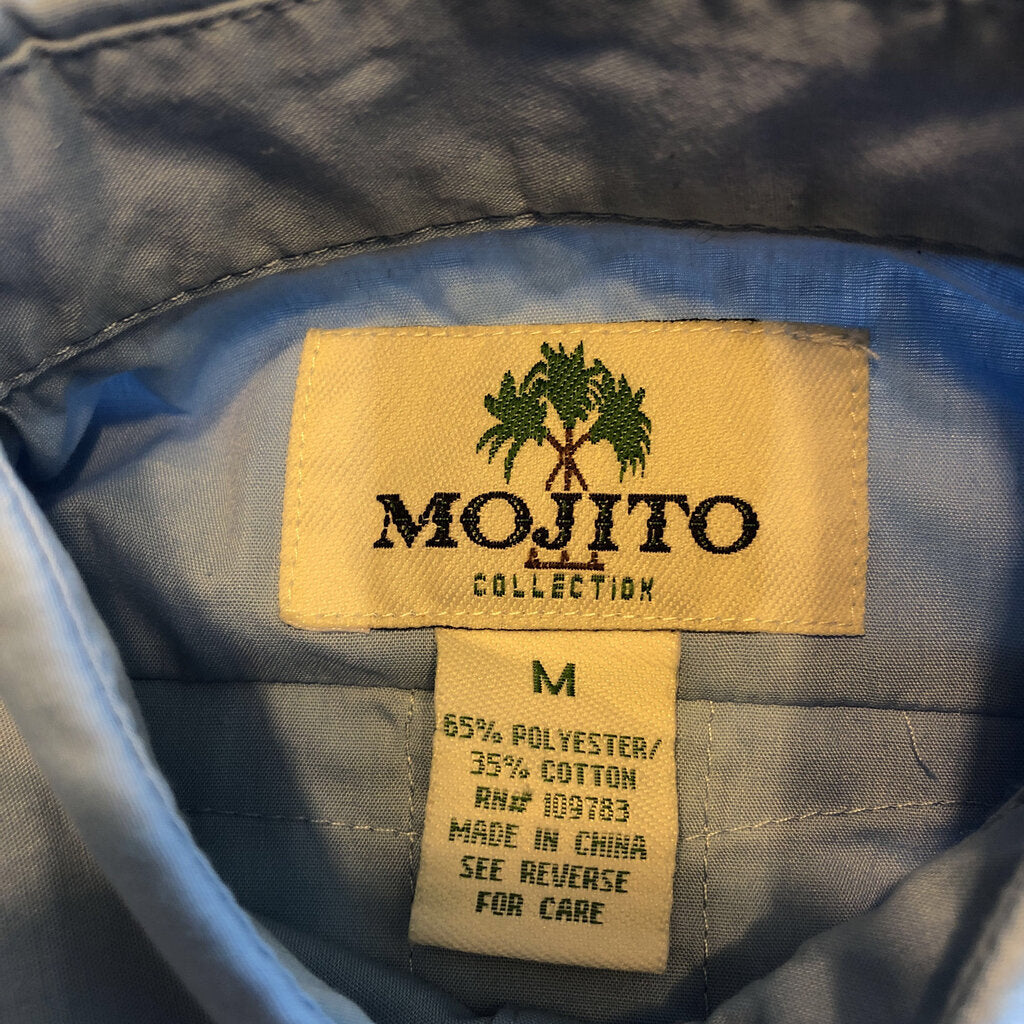 MOJITO
COLLECTION
M
65% POLYESTER/
35% COTTON
RN# 109783
MADE IN CHINA
SEE REVERSE
FOR CARE